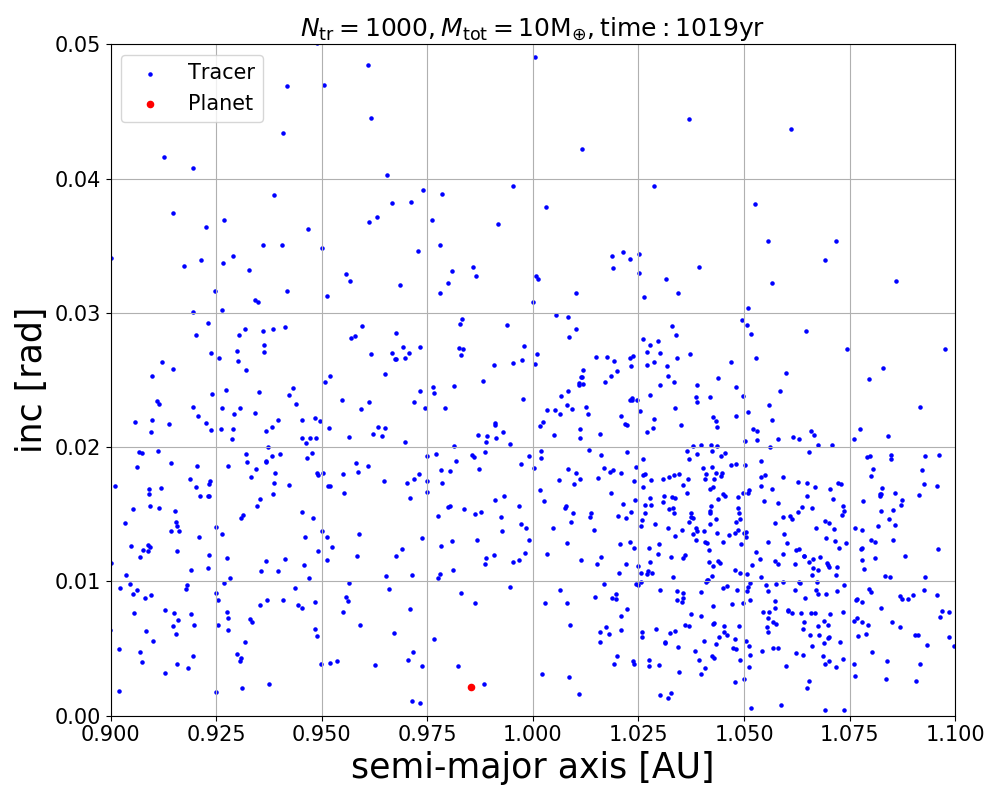 N_tr = 1000, M_tot = 10M_⊕, time : 1019yr
Tracer
Planet
0.05
0.04
0.03
0.02
0.01
0.00
inc [rad]
0.900 0.925 0.950 0.975 1.000 1.025 1.050 1.075 1.100
semi-major axis [AU]